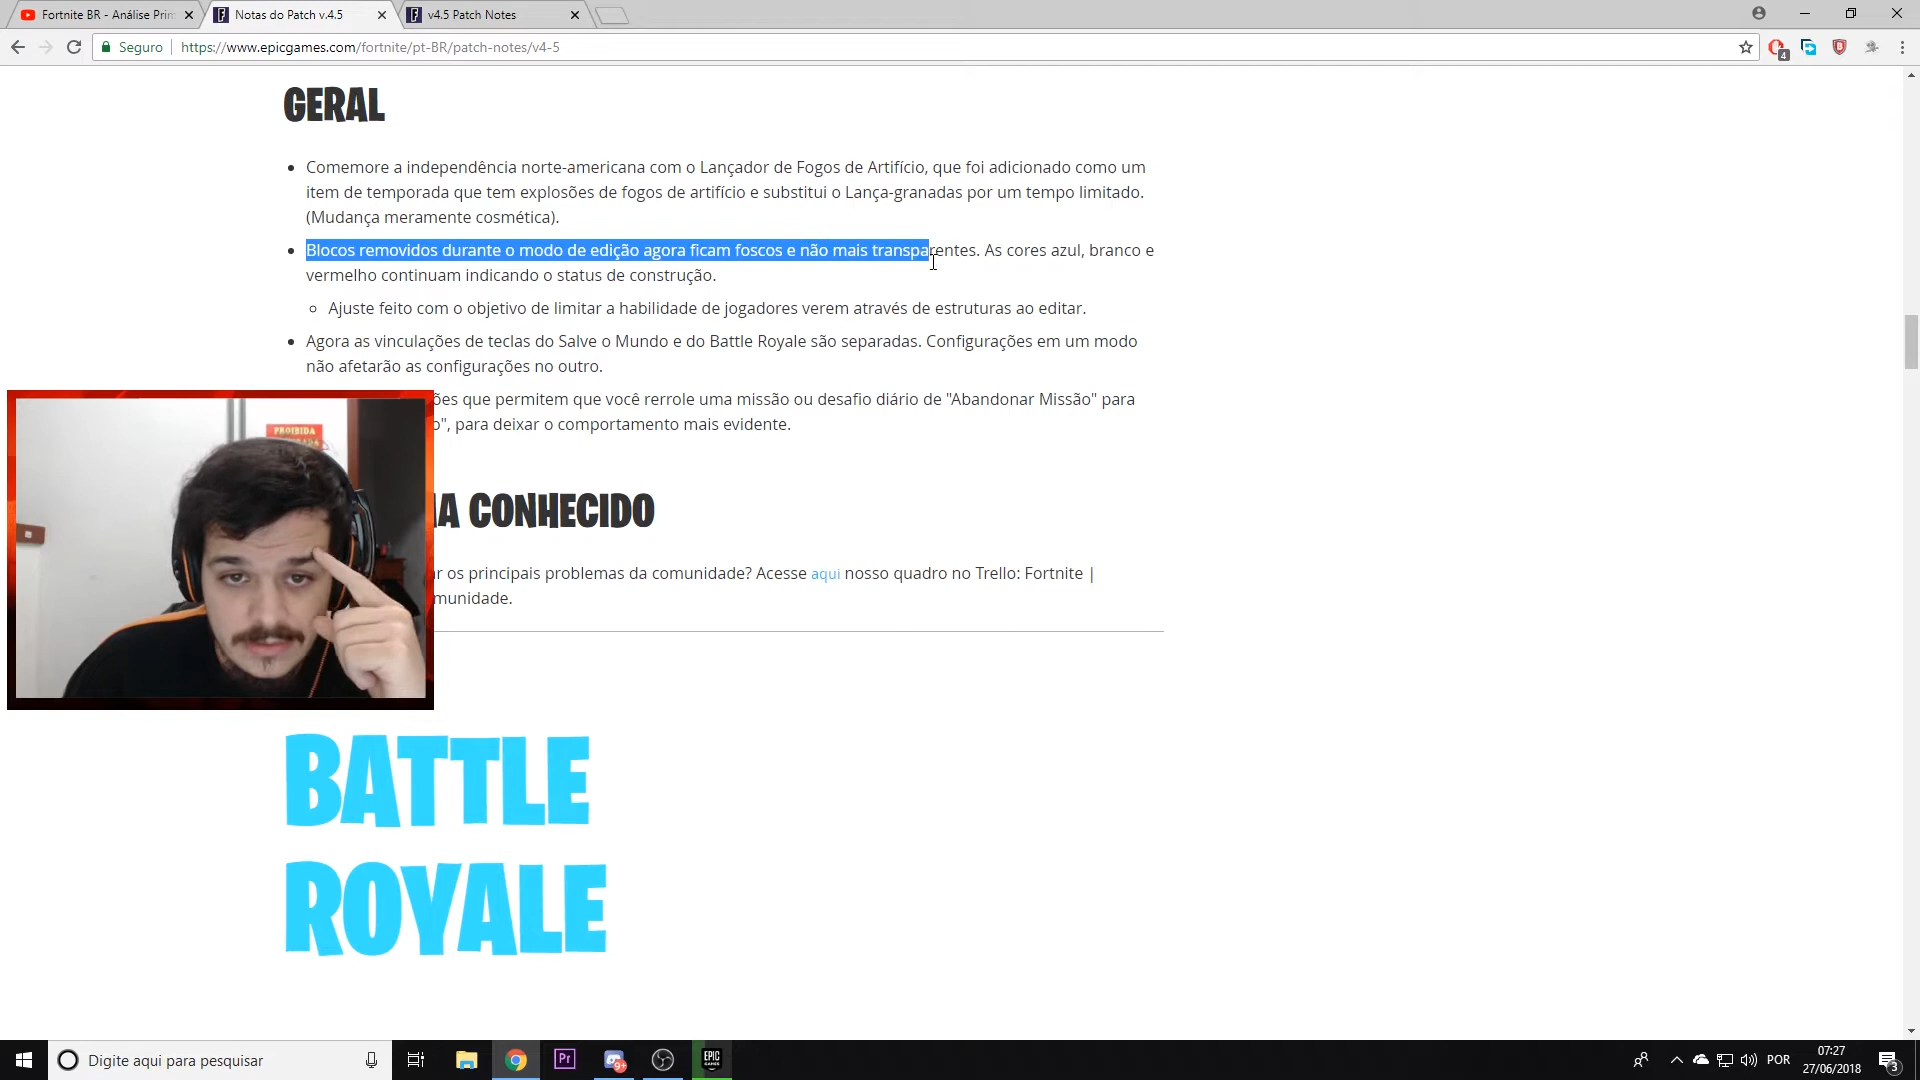 Fortnite BR - Análise Prim
Notas do Patch v.4.5
v4.5 Patch Notes
Seguro
https://www.epicgames.com/fortnite/pt-BR/patch-notes/v4-5
4
GERAL
Comemore a independência norte-americana com o Lançador de Fogos de Artifício, que foi adicionado como um
item de temporada que tem explosões de fogos de artifício e substitui o Lança-granadas por um tempo limitado.
(Mudança meramente cosmética).
Blocos removidos durante o modo de edição agora ficam foscos e não mais transparentes. As cores azul, branco e
vermelho continuam indicando o status de construção.
Ajuste feito com o objetivo de limitar a habilidade de jogadores verem através de estruturas ao editar.
Agora as vinculações de teclas do Salve o Mundo e do Battle Royale são separadas. Configurações em um modo
não afetarão as configurações no outro.
ões que permitem que você rerrole uma missão ou desafio diário de "Abandonar Missão" para
o", para deixar o comportamento mais evidente.
PROIBIDA
MA CONHECIDO
ar os principais problemas da comunidade? Acesse aqui nosso quadro no Trello: Fortnite |
munidade.
BATTLE
ROYALE
Digite aqui para pesquisar
Pr
9+
EPIC
GAMES
POR
07:27
27/06/2018
3